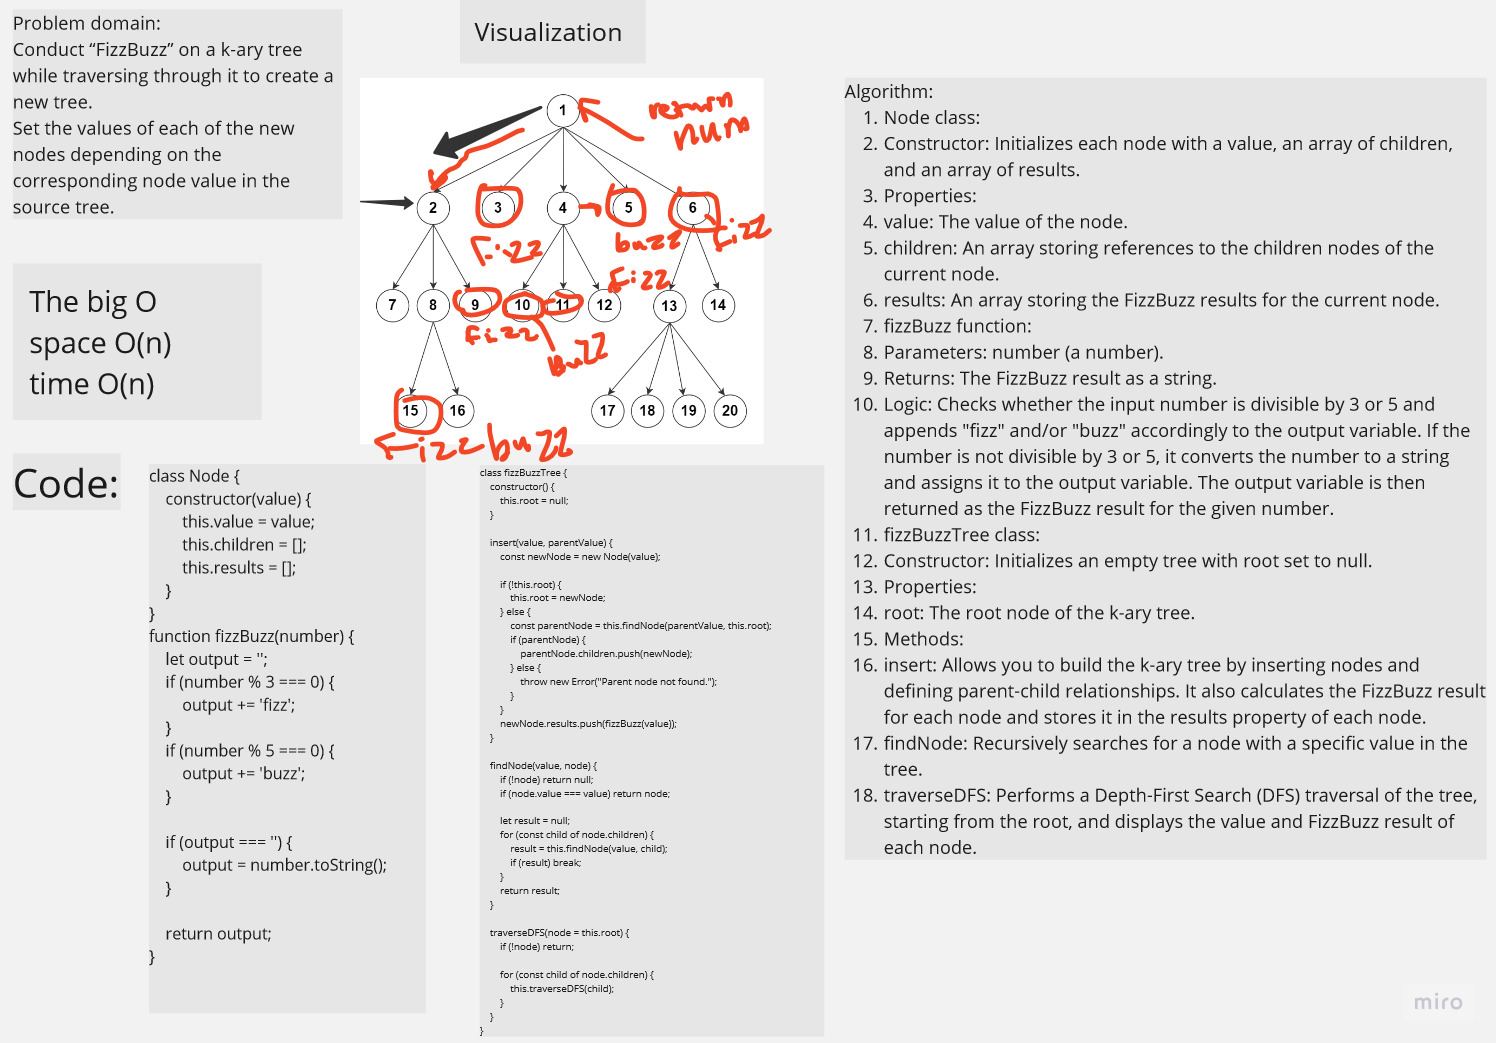 Problem domain:
Conduct “FizzBuzz” on a k-ary tree
while traversing through it to create a
new tree.
Set the values of each of the new
nodes depending on the
corresponding node value in the
source tree.
Visualization
1
return
num
2
3
4
5
6
Fizz
buzz
fizz
7
8
9
10
11
12
13
14
fizz
Fizz
Buzz
15
16
17
18
19
20
fizzbuzz
The big O
space O(n)
time O(n)
Code:
class Node {
constructor(value) {
this.value = value;
this.children = [];
this.results = [];
}
}
function fizzBuzz(number) {
let output = '';
if (number % 3 === 0) {
output += 'fizz';
}
if (number % 5 === 0) {
output += 'buzz';
}
if (output === '') {
output = number.toString();
}
return output;
}
class fizzBuzzTree {
constructor() {
this.root = null;
}
insert(value, parentValue) {
const newNode = new Node(value);
if (!this.root) {
this.root = newNode;
} else {
const parentNode = this.findNode(parentValue, this.root);
if (parentNode) {
parentNode.children.push(newNode);
} else {
throw new Error("Parent node not found.");
}
}
newNode.results.push(fizzBuzz(value));
}
findNode(value, node) {
if (!node) return null;
if (node.value === value) return node;
let result = null;
for (const child of node.children) {
result = this.findNode(value, child);
if (result) break;
}
return result;
}
traverseDFS(node = this.root) {
if (!node) return;
for (const child of node.children) {
this.traverseDFS(child);
}
}
}
Algorithm:
1. Node class:
2. Constructor: Initializes each node with a value, an array of children,
and an array of results.
3. Properties:
4. value: The value of the node.
5. children: An array storing references to the children nodes of the
current node.
6. results: An array storing the FizzBuzz results for the current node.
7. fizzBuzz function:
8. Parameters: number (a number).
9. Returns: The FizzBuzz result as a string.
10. Logic: Checks whether the input number is divisible by 3 or 5 and
appends "fizz" and/or "buzz" accordingly to the output variable. If the
number is not divisible by 3 or 5, it converts the number to a string
and assigns it to the output variable. The output variable is then
returned as the FizzBuzz result for the given number.
11. fizzBuzzTree class:
12. Constructor: Initializes an empty tree with root set to null.
13. Properties:
14. root: The root node of the k-ary tree.
15. Methods:
16. insert: Allows you to build the k-ary tree by inserting nodes and
defining parent-child relationships. It also calculates the FizzBuzz result
for each node and stores it in the results property of each node.
17. findNode: Recursively searches for a node with a specific value in the
tree.
18. traverseDFS: Performs a Depth-First Search (DFS) traversal of the tree,
starting from the root, and displays the value and FizzBuzz result of
each node.
miro